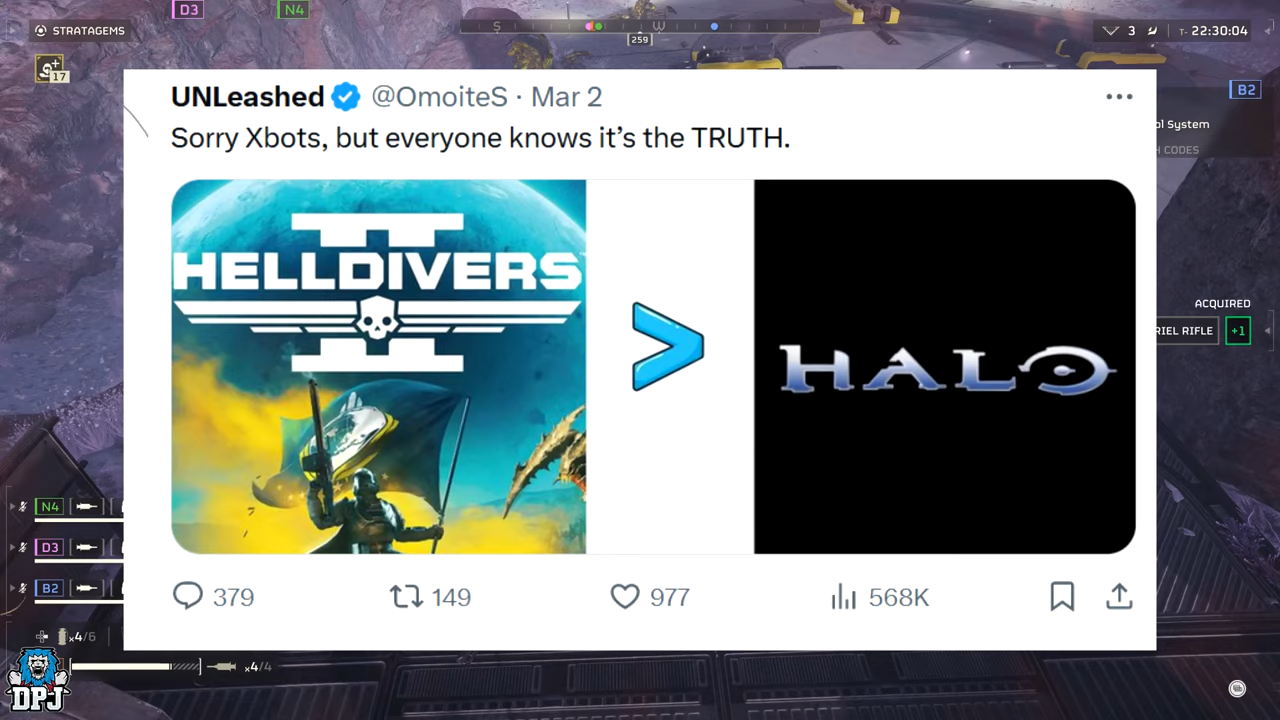 D3
N4
STRATAGEMS
S
W
259
3
T- 22:30:04
17
UNLeashed @OmoiteS · Mar 2
B2
Sorry Xbots, but everyone knows it's the TRUTH.
ol System
H CODES
II
HELLDIVERS
>
HALO
ACQUIRED
RIEL RIFLE +1
N4
D3
B2
379 149 977 568K
x4/6
x4/4
DPJ